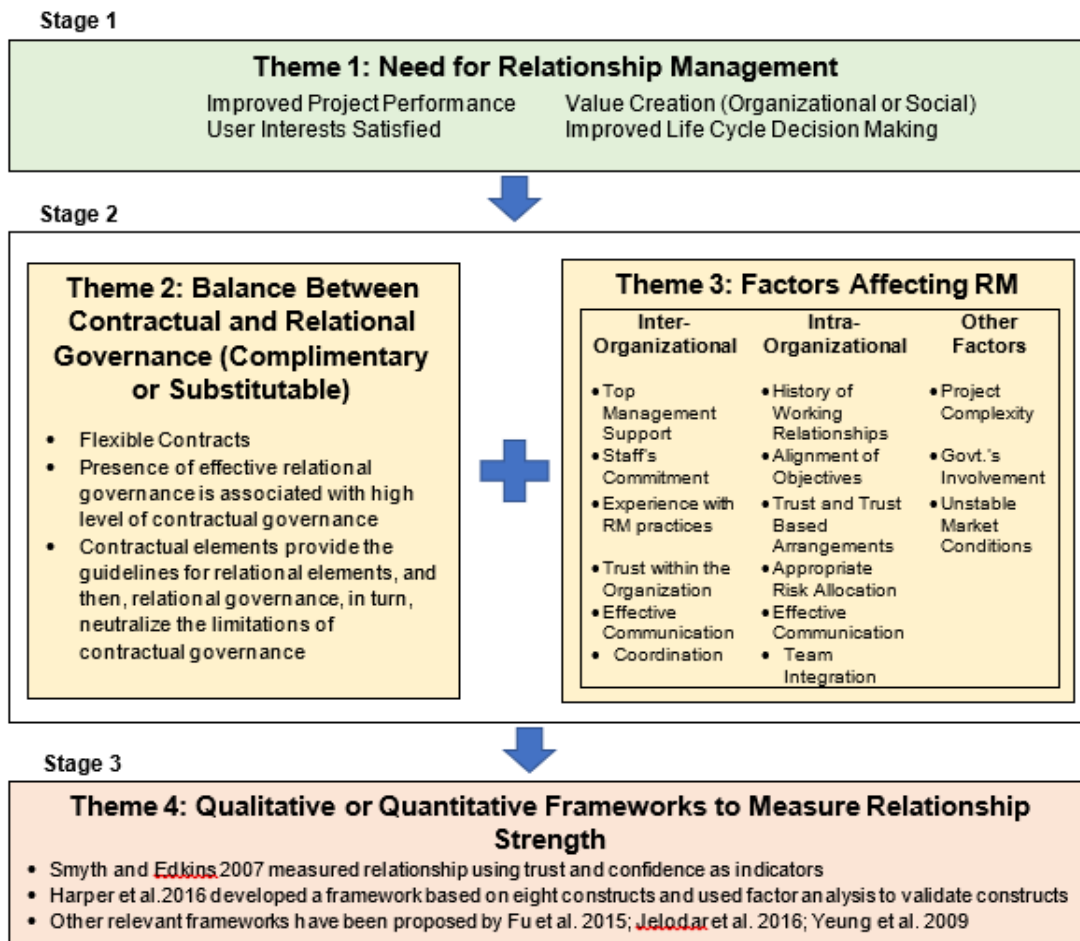 Stage 1
Theme 1: Need for Relationship Management
Improved Project Performance
User Interests Satisfied
Value Creation (Organizational or Social)
Improved Life Cycle Decision Making
Stage 2
Theme 2: Balance Between
Contractual and Relational
Governance (Complimentary
or Substitutable)
• Flexible Contracts
• Presence of effective relational
governance is associated with high
level of contractual governance
• Contractual elements provide the
guidelines for relational elements, and
then, relational governance, in turn,
neutralize the limitations of
contractual governance
Theme 3: Factors Affecting RM
Inter-
Organizational
• Top
Management
Support
• Staff's
Commitment
• Experience with
RM practices
• Trust within the
Organization
• Effective
Communication
• Coordination
Intra-
Organizational
• History of
Working
Relationships
• Alignment of
Objectives
• Trust and Trust
Based
Arrangements
• Appropriate
Risk Allocation
• Effective
Communication
• Team
Integration
Other
Factors
• Project
Complexity
• Govt.'s
Involvement
• Unstable
Market
Conditions
Stage 3
Theme 4: Qualitative or Quantitative Frameworks to Measure Relationship
Strength
• Smyth and Edkins 2007 measured relationship using trust and confidence as indicators
• Harper et al.2016 developed a framework based on eight constructs and used factor analysis to validate constructs
• Other relevant frameworks have been proposed by Fu et al. 2015; Jelodar et al. 2016; Yeung et al. 2009